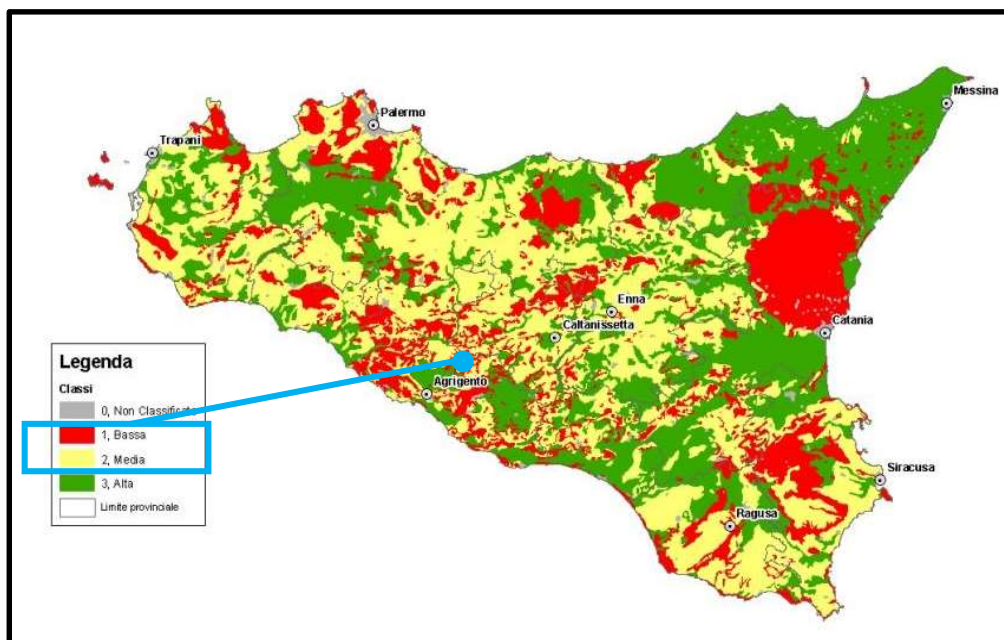 Messina
Palermo
Trapani
Enna
Catania
Caltanissetta
Agrigento
Siracusa
Ragusa
Legenda
Classi
0, Non Classificato
1, Bassa
2, Media
3, Alta
Limite provinciale